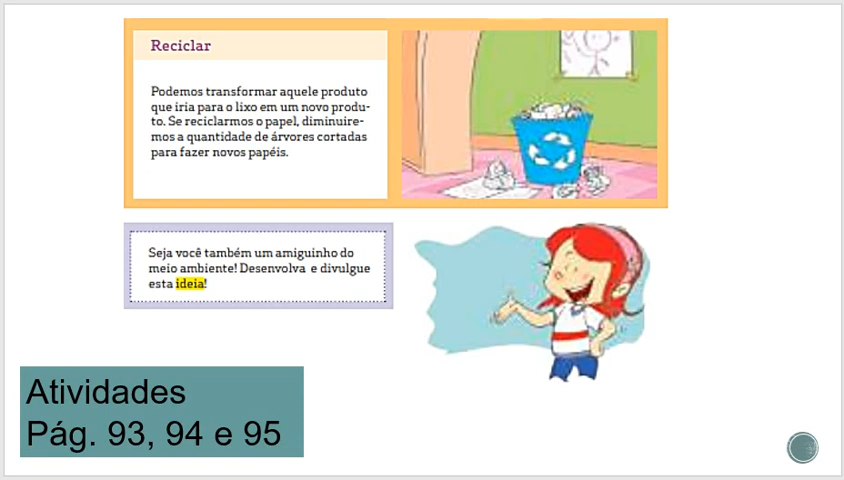 Reciclar
Podemos transformar aquele produto
que iria para o lixo em um novo produ-
to. Se reciclarmos o papel, diminuire-
mos a quantidade de árvores cortadas
para fazer novos papéis.
Seja você também um amiguinho do
meio ambiente! Desenvolva e divulgue
esta ideia!
Atividades
Pág. 93, 94 e 95